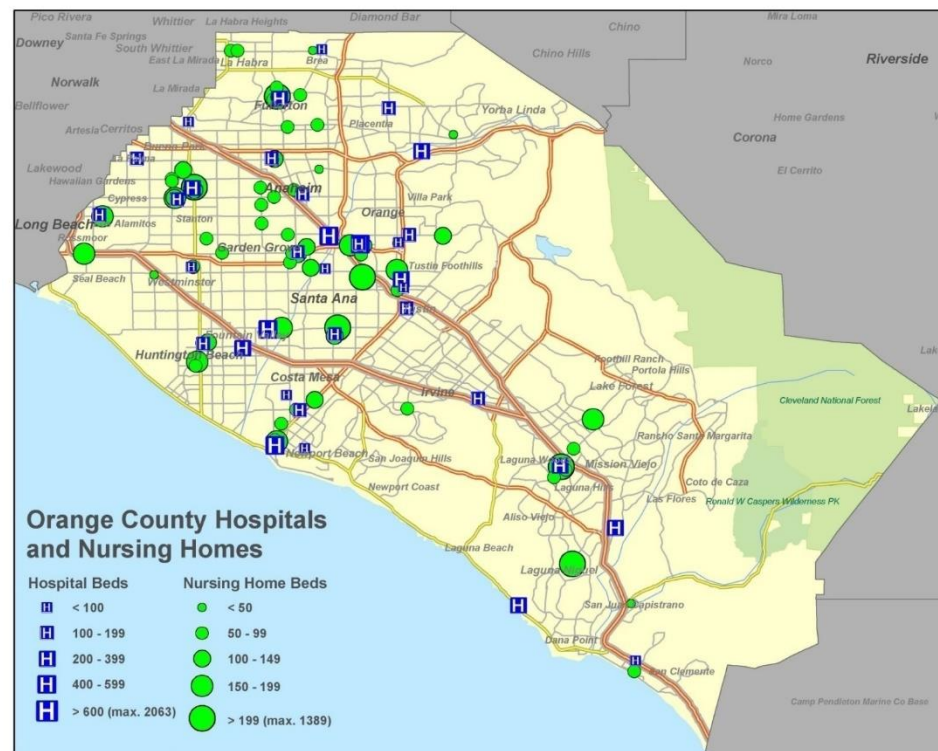 Pico Rivera
Whittier
La Habra Heights
Diamond Bar
Chino
Mira Loma
Downey
Santa Fe Springs
South Whittier
East La Mirada
La Habra
Brea
Chino Hills
Norco
Riverside
Norwalk
La Mirada
Fullerton
Yorba Linda
Home Gardens
Bellflower
Artesia
Cerritos
Placentia
Corona
Buena Park
La Palma
Lakewood
Hawaiian Gardens
Anaheim
El Cerrito
Cypress
Stanton
Villa Park
Long Beach
Alamitos
Orange
Rossmoor
Garden Grove
Tustin Foothills
Seal Beach
Westminster
Santa Ana
Tustin
Fountain
Huntington Beach
Foothill Ranch
Portola Hills
Costa Mesa
Irvine
Lake Forest
Cleveland National Forest
Rancho Santa Margarita
Newport Beach
San Joaquin Hills
Laguna Woods
Mission Viejo
Coto de Caza
Laguna Hills
Newport Coast
Las Flores
Ronald W Caspers Wilderness PK
Aliso Viejo
Laguna Beach
Laguna Niguel
San Juan Capistrano
Dana Point
San Clemente
Camp Pendleton Marine Co Base
Orange County Hospitals
and Nursing Homes
Hospital Beds
Nursing Home Beds
H < 100
< 50
H 100 - 199
50 - 99
H 200 - 399
100 - 149
H 400 - 599
150 - 199
H > 600 (max. 2063)
> 199 (max. 1389)